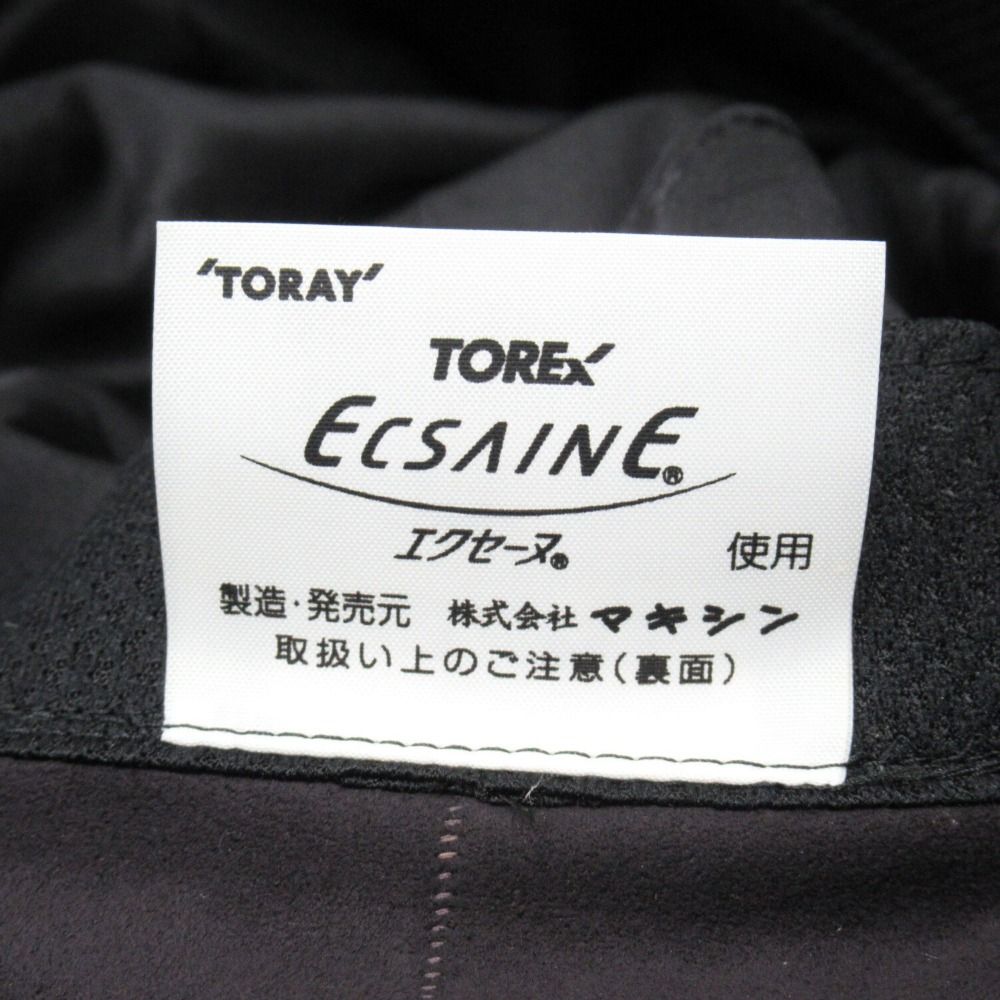 'TORAY'
TOREX'
ECSAINE®
エクセーヌ® 使用
製造・発売元 株式会社 マキシン
取扱い上のご注意(裏面)